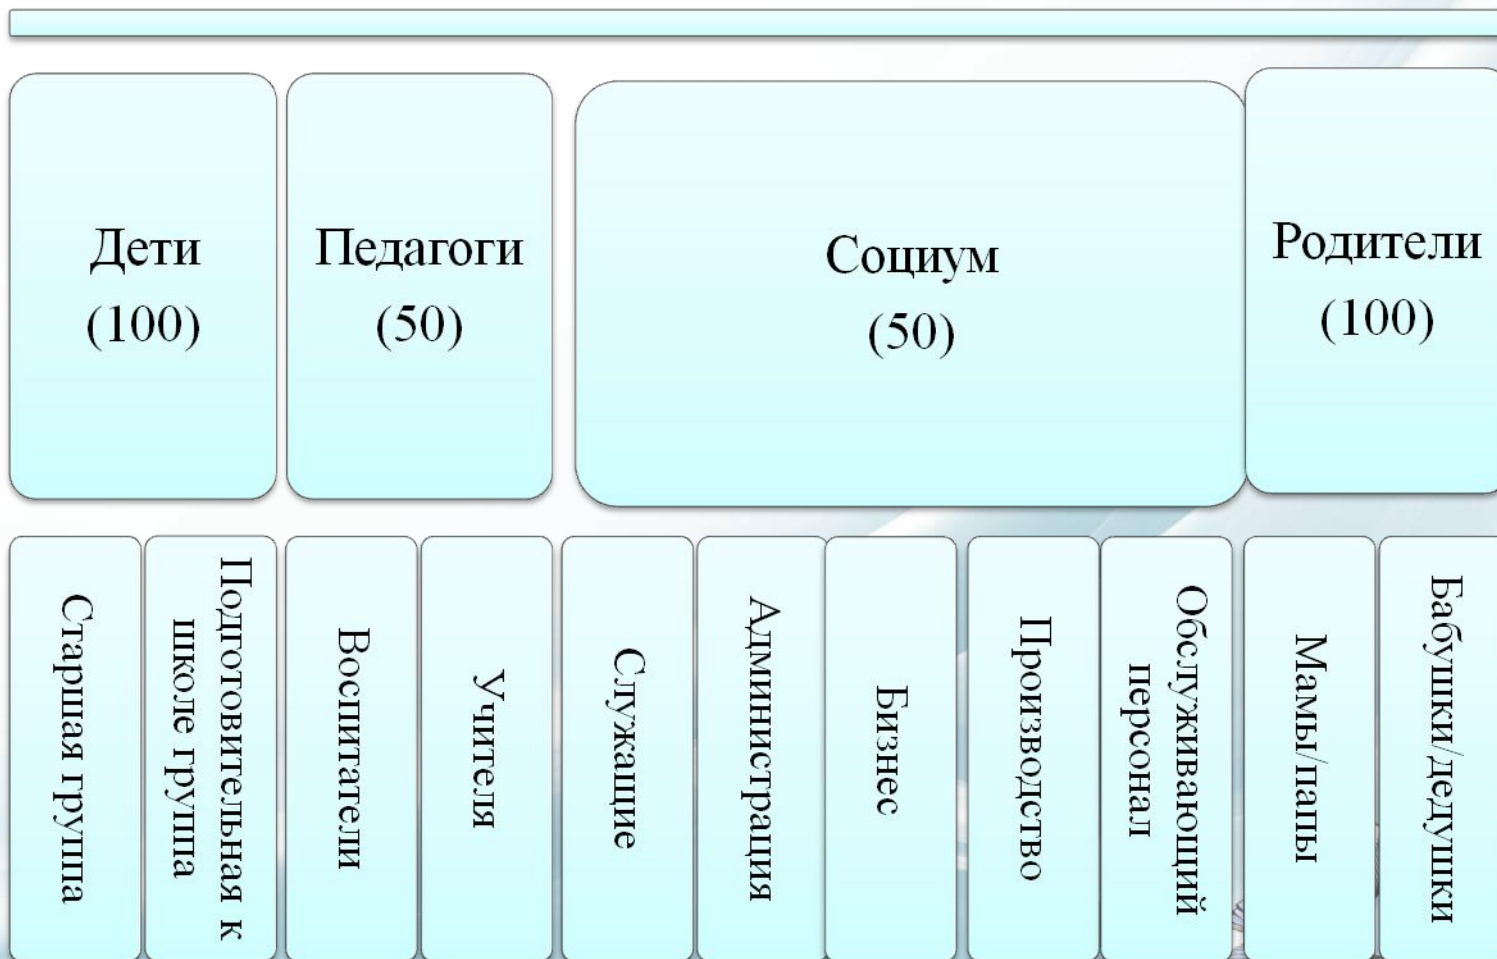 Дети
(100)
Педагоги
(50)
Социум
(50)
Родители
(100)
Старшая группа
Подготовительная к
школе группа
Воспитатели
Учителя
Служащие
Администрация
Бизнес
Производство
Обслуживающий
персонал
Мамы/папы
Бабушки/дедушки